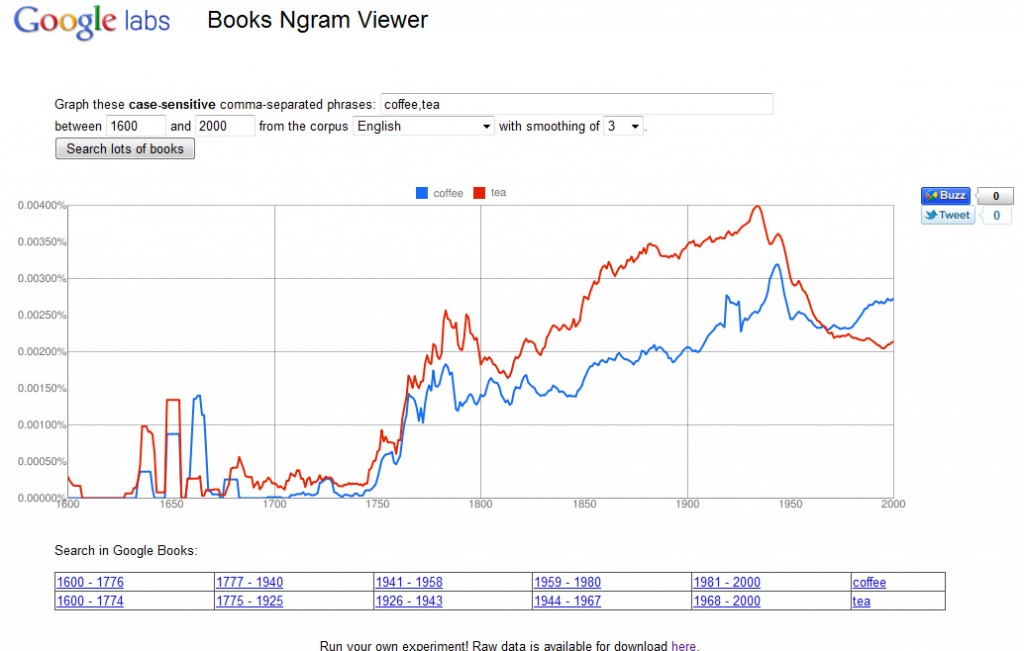 Google labs Books Ngram Viewer
Graph these case-sensitive comma-separated phrases: coffee,tea
between 1600 and 2000 from the corpus English with smoothing of 3 .
Search lots of books
coffee tea
Buzz 0
Tweet 0
0.00400%
0.00350%
0.00300%
0.00250%
0.00200%
0.00150%
0.00100%
0.00050%
0.00000%
1600 1650 1700 1750 1800 1850 1900 1950 2000
Search in Google Books:
1600 - 1776 1777 - 1940 1941 - 1958 1959 - 1980 1981 - 2000 coffee
1600 - 1774 1775 - 1925 1926 - 1943 1944 - 1967 1968 - 2000 tea
Run your own experiment! Raw data is available for download here.